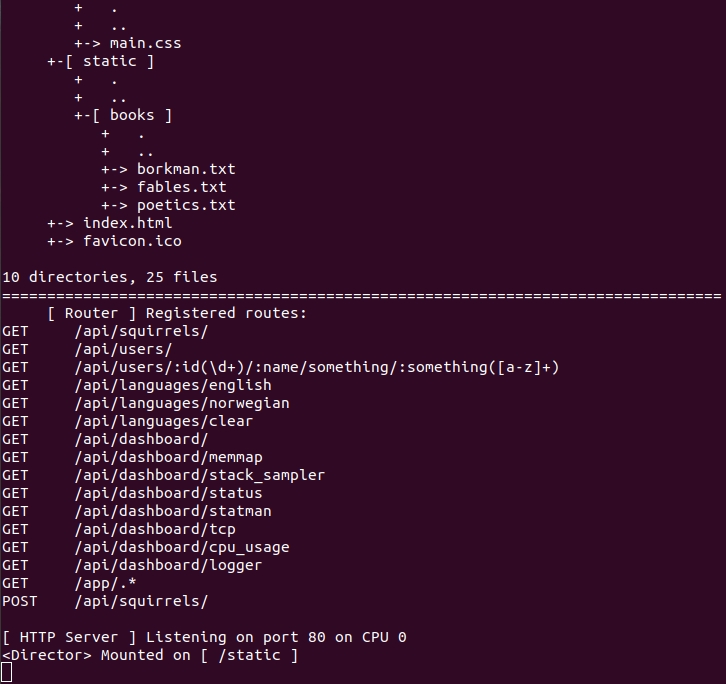 +   .
+   ..
+-> main.css
+-[ static ]
+   .
+   ..
+-[ books ]
+   .
+   ..
+-> borkman.txt
+-> fables.txt
+-> poetics.txt
+-> index.html
+-> favicon.ico
10 directories, 25 files
================================================================================
[ Router ] Registered routes:
GET     /api/squirrels/
GET     /api/users/
GET     /api/users/:id(\d+)/:name/something/:something([a-z]+)
GET     /api/languages/english
GET     /api/languages/norwegian
GET     /api/languages/clear
GET     /api/dashboard/
GET     /api/dashboard/memmap
GET     /api/dashboard/stack_sampler
GET     /api/dashboard/status
GET     /api/dashboard/statman
GET     /api/dashboard/tcp
GET     /api/dashboard/cpu_usage
GET     /api/dashboard/logger
GET     /app/.*
POST    /api/squirrels/
[ HTTP Server ] Listening on port 80 on CPU 0
<Director> Mounted on [ /static ]